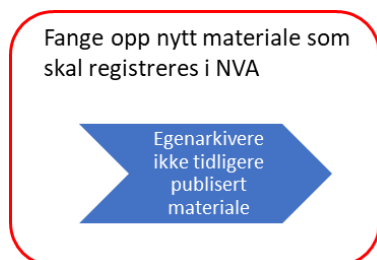 Fange opp nytt materiale som
skal registreres i NVA
Egenarkivere
ikke tidligere
publisert
materiale